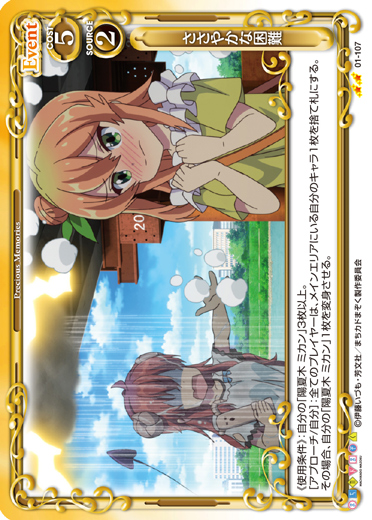 Event
COST
5
SOURCE
2
ささやかな困難
01-107
Precious Memories
20
《使用条件》：自分の「陽夏木 ミカン」3枚以上。
［アプローチ/自分］：全てのプレイヤーは、メインエリアにいる自分のキャラ1枚を捨て札にする。
その場合、自分の「陽夏木 ミカン」1枚を変身させる。
©伊藤いづも・芳文社／まちカドまぞく製作委員会